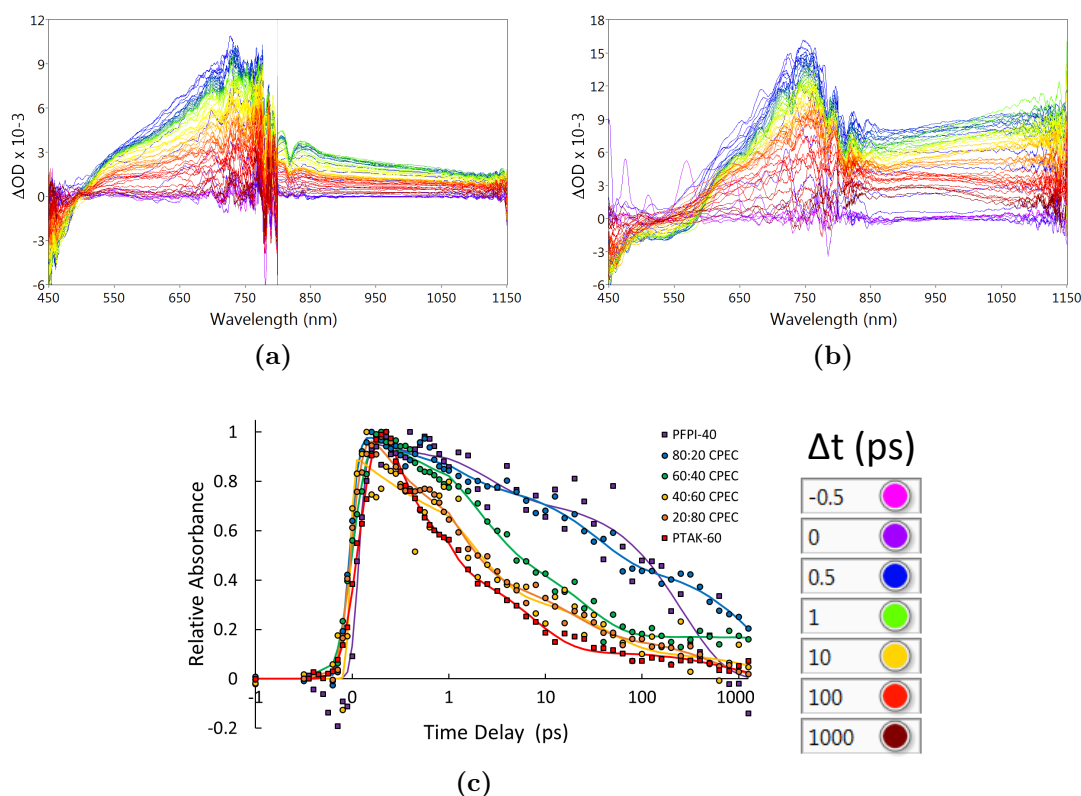 12
9
6
3
0
-3
-6
ΔOD x 10-3
450 550 650 750 850 950 1050 1150
Wavelength (nm)
(a)
18
15
12
9
6
3
0
-3
-6
ΔOD x 10-3
450 550 650 750 850 950 1050 1150
Wavelength (nm)
(b)
1
0.8
0.6
0.4
0.2
0
-0.2
Relative Absorbance
-1 0 1 10 100 1000
Time Delay (ps)
PFPI-40
80:20 CPEC
60:40 CPEC
40:60 CPEC
20:80 CPEC
PTAK-60
(c)
Δt (ps)
-0.5
0
0.5
1
10
100
1000